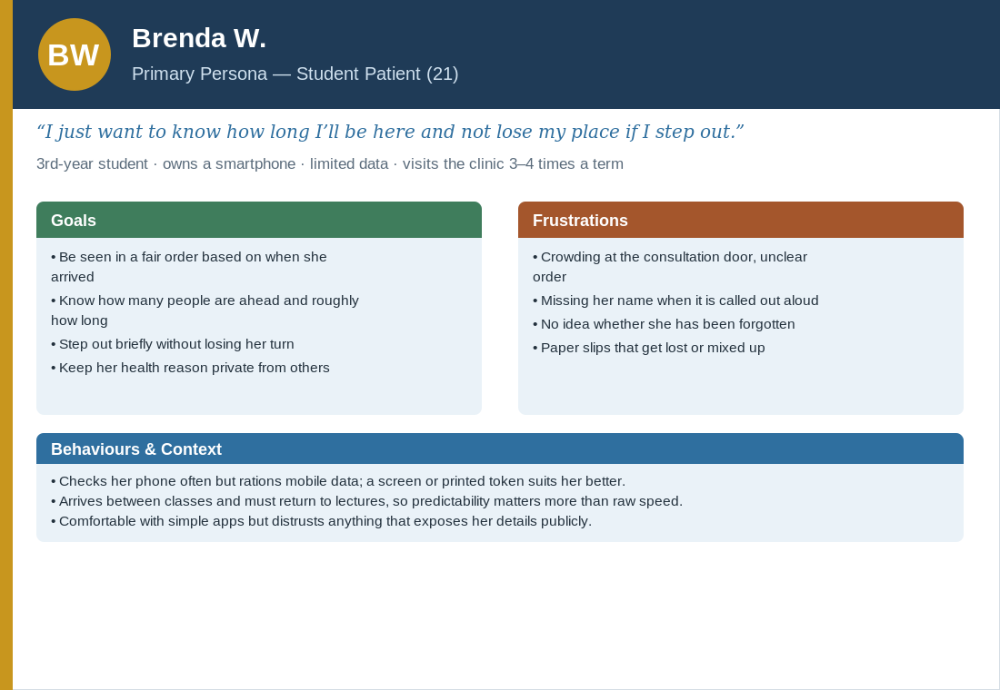 BW
Brenda W.
Primary Persona — Student Patient (21)
“I just want to know how long I’ll be here and not lose my place if I step out.”
3rd-year student · owns a smartphone · limited data · visits the clinic 3–4 times a term
Goals
• Be seen in a fair order based on when she
arrived
• Know how many people are ahead and roughly
how long
• Step out briefly without losing her turn
• Keep her health reason private from others
Frustrations
• Crowding at the consultation door, unclear
order
• Missing her name when it is called out aloud
• No idea whether she has been forgotten
• Paper slips that get lost or mixed up
Behaviours & Context
• Checks her phone often but rations mobile data; a screen or printed token suits her better.
• Arrives between classes and must return to lectures, so predictability matters more than raw speed.
• Comfortable with simple apps but distrusts anything that exposes her details publicly.